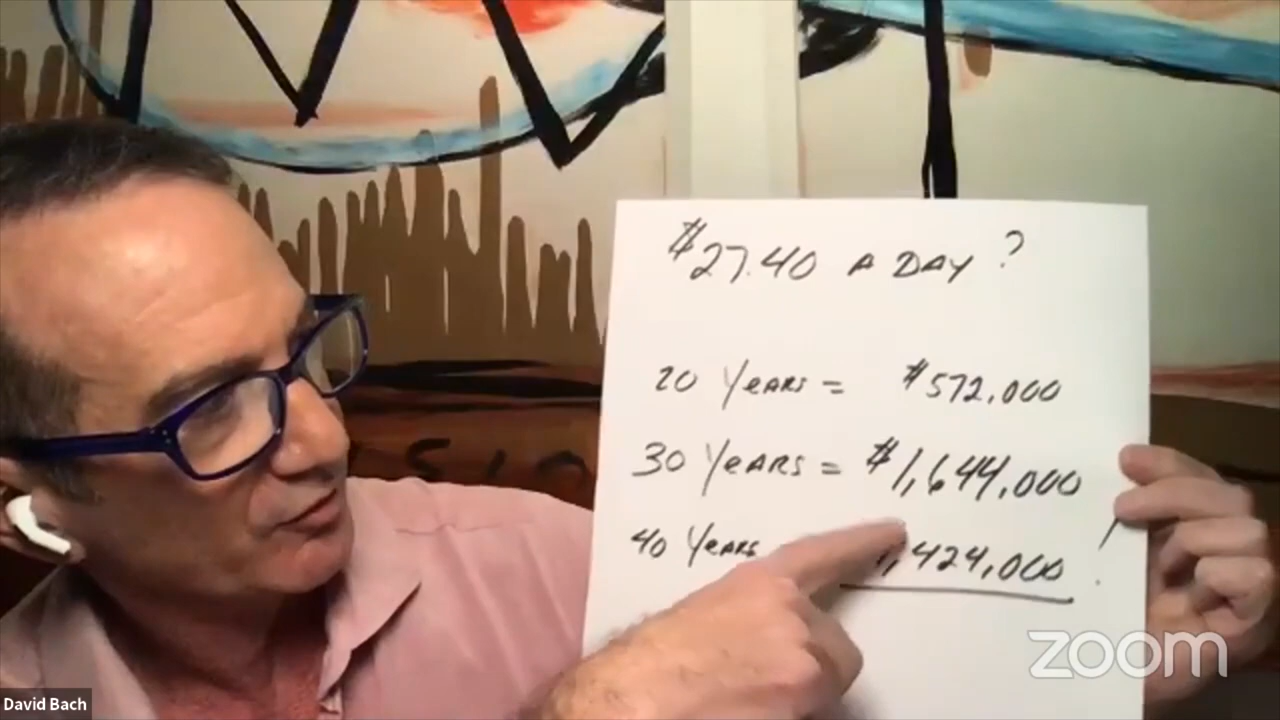 $27.40 A DAY ?
20 YEARS = $572,000
30 YEARS = $1,644,000
40 YEARS ,424,000 !
zoom
David Bach